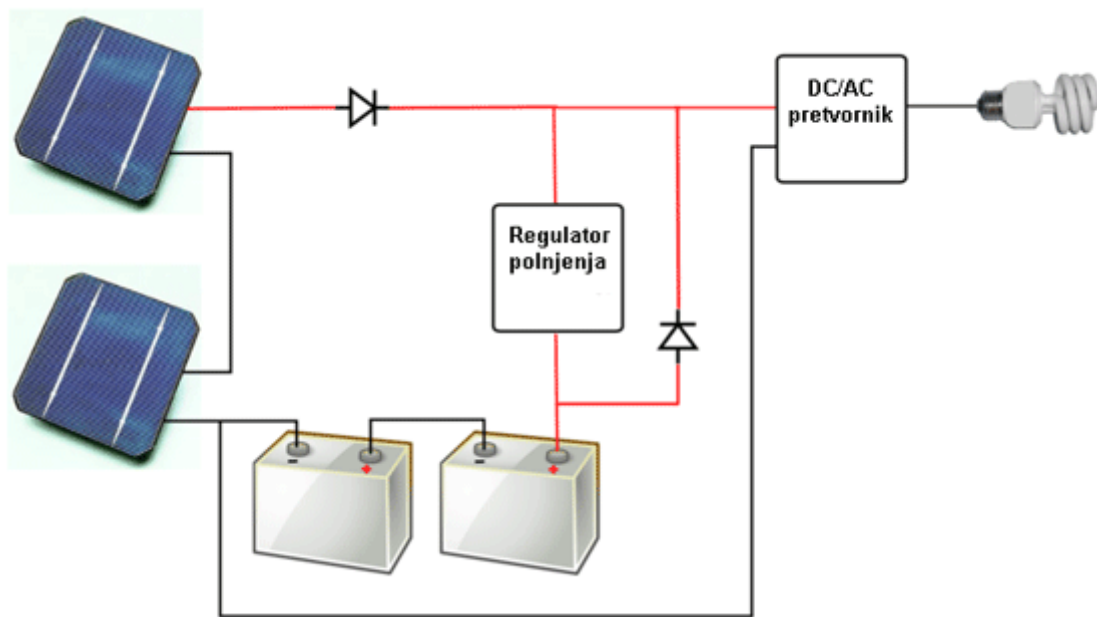 DC/AC
pretvornik
Regulator
polnjenja
- +
- +